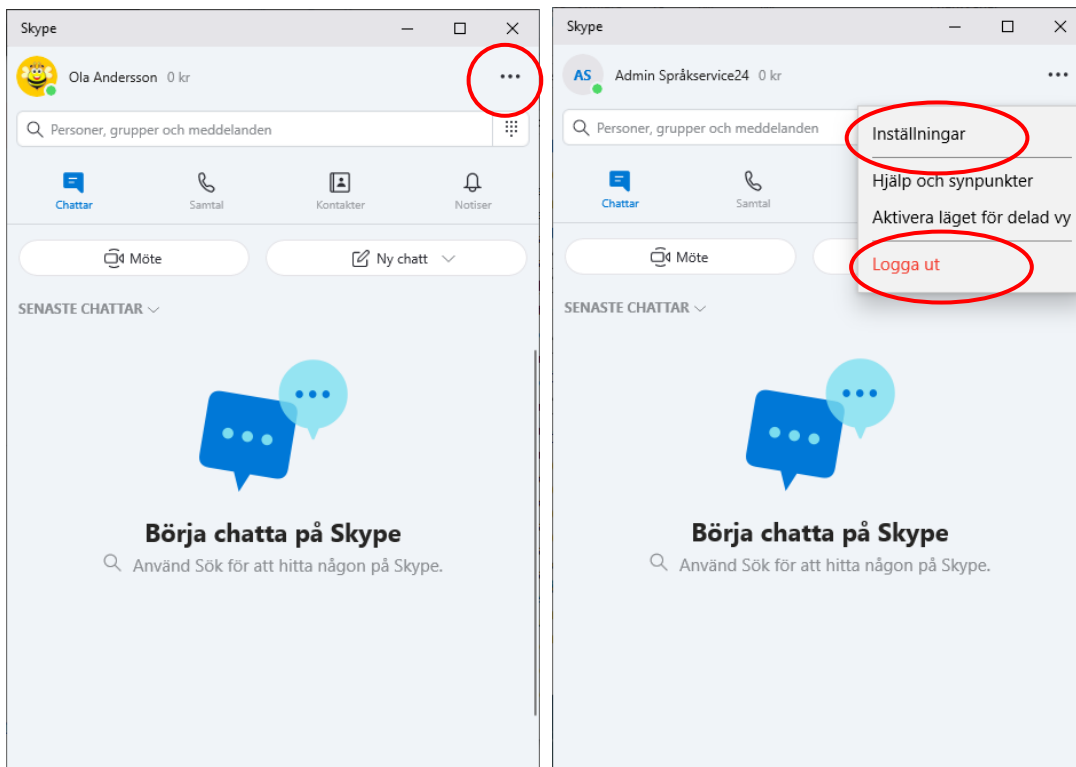 Skype
Ola Andersson 0 kr
Personer, grupper och meddelanden
Chattar Samtal Kontakter Notiser
Möte Ny chatt
SENASTE CHATTAR
Börja chatta på Skype
Använd Sök för att hitta någon på Skype.
Skype
AS Admin Språkservice24 0 kr
Personer, grupper och meddelanden
Inställningar
Hjälp och synpunkter
Aktivera läget för delad vy
Logga ut
Chattar Samtal
Möte
SENASTE CHATTAR
Börja chatta på Skype
Använd Sök för att hitta någon på Skype.